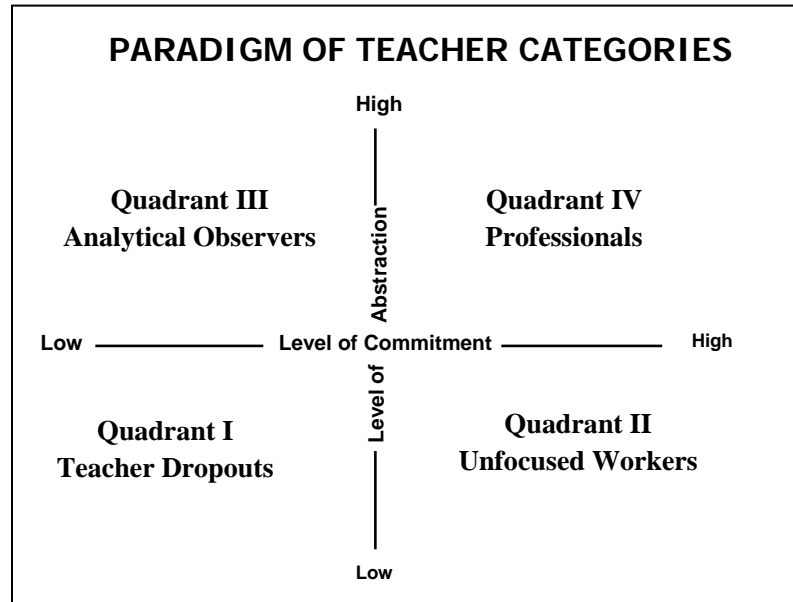 PARADIGM OF TEACHER CATEGORIES
High
Quadrant III
Analytical Observers
Quadrant IV
Professionals
Level of Abstraction
Low
Level of Commitment
High
Quadrant I
Teacher Dropouts
Quadrant II
Unfocused Workers
Low